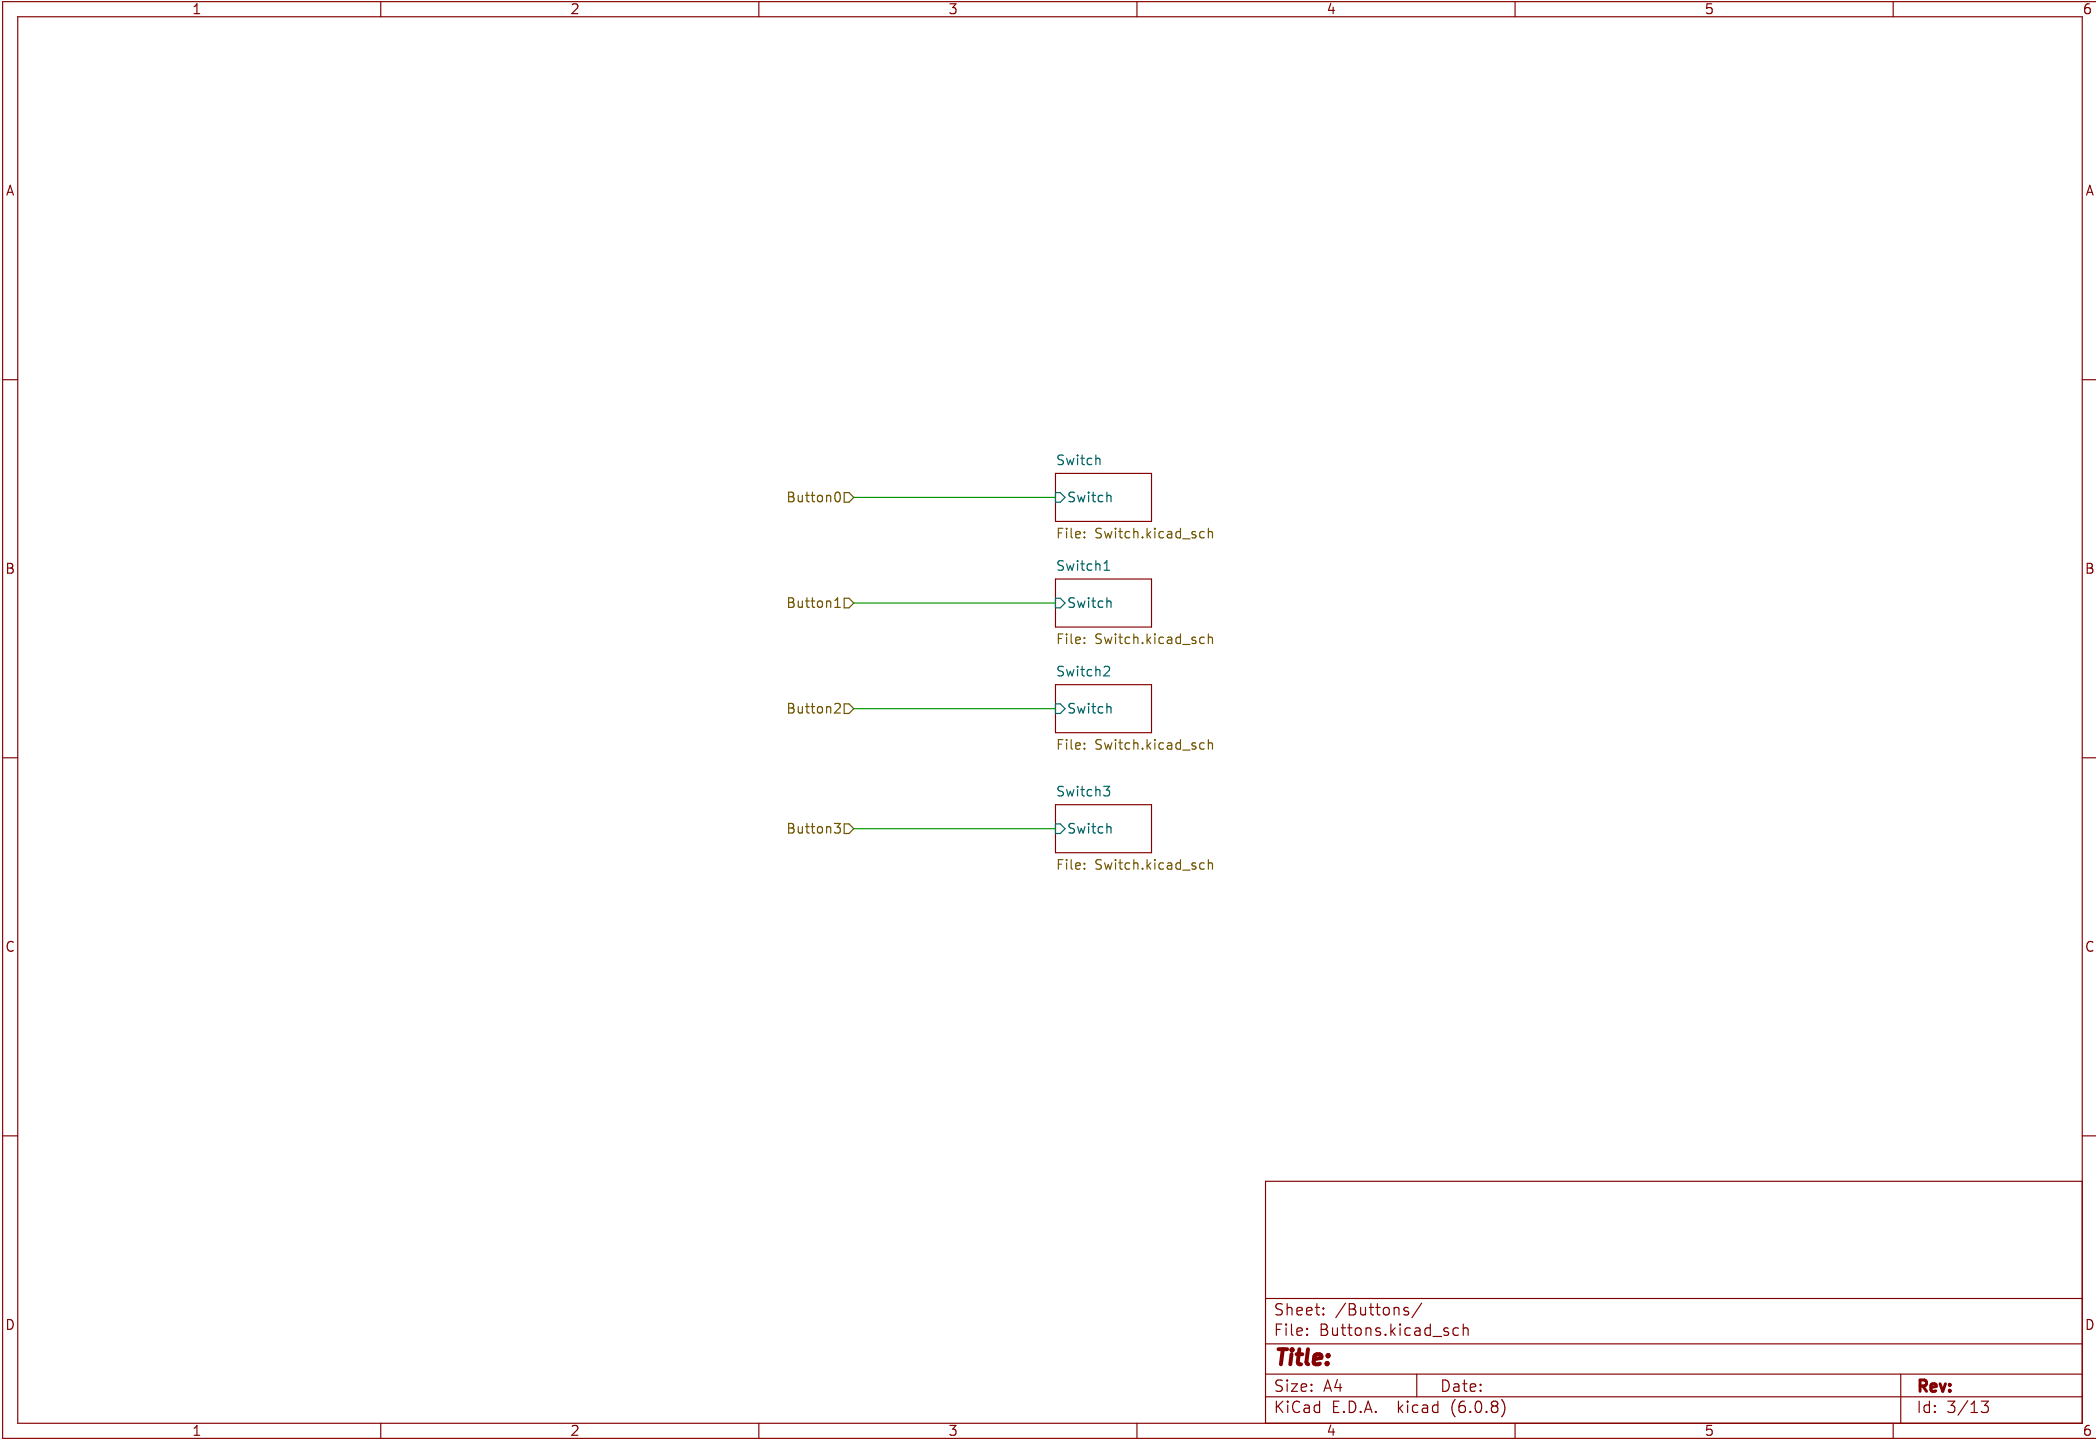 1 2 3 4 5 6
A A
Switch
Button0 Switch
File: Switch.kicad_sch
Switch1
B B
Button1 Switch
File: Switch.kicad_sch
Switch2
Button2 Switch
File: Switch.kicad_sch
Switch3
Button3 Switch
File: Switch.kicad_sch
C C
Sheet: /Buttons/
D D
File: Buttons.kicad_sch
Title:
Size: A4 Date: Rev:
KiCad E.D.A. kicad (6.0.8) Id: 3/13
1 2 3 4 5 6